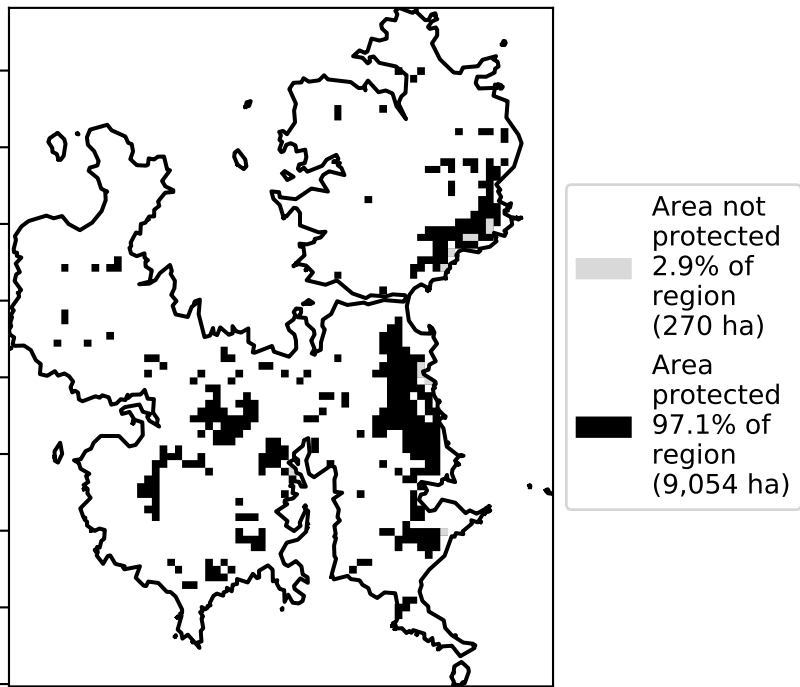 Area not
protected
2.9% of
region
(270 ha)
Area
protected
97.1% of
region
(9,054 ha)